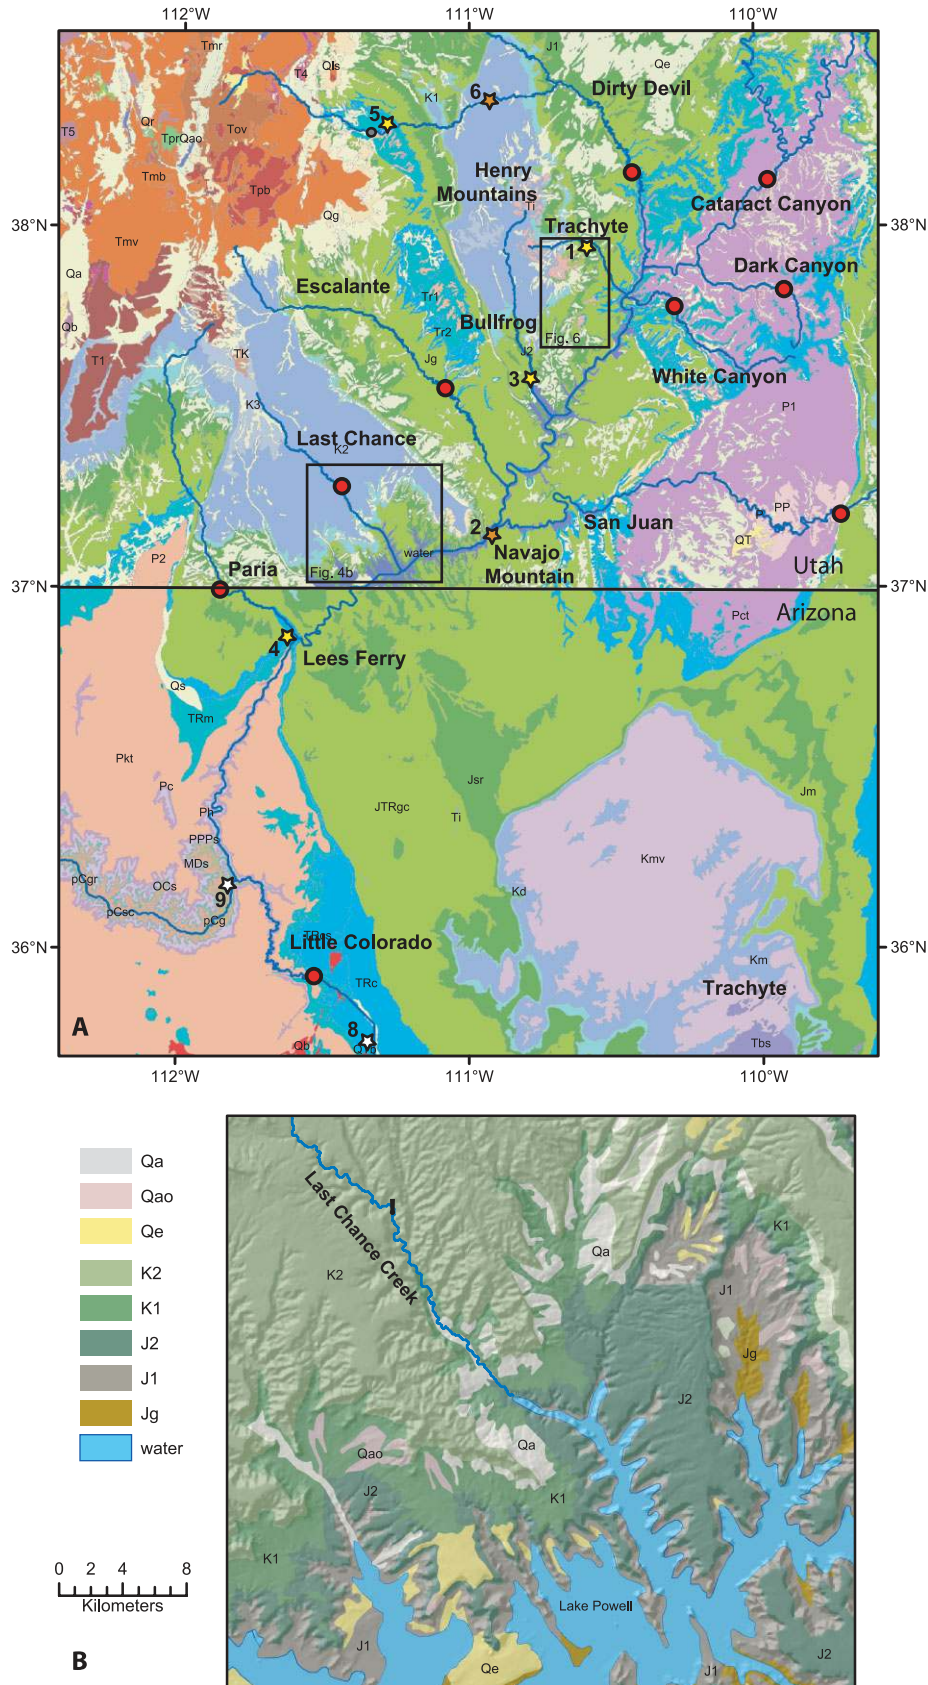 112°W
111°W
110°W
Tmr
J1
Qls
T4
Qe
K1
6
Dirty Devil
5
Qr
TprQao
Tov
T5
Tmb
Tpb
Henry
Mountains
Cataract Canyon
Ti
Qg
38°N
38°N
Tmv
Trachyte
1
Dark Canyon
Qa
Escalante
Tr1
Qb
Bullfrog
Tr2
Fig. 6
T1
TK
Jg
J2
3
White Canyon
K3
P1
Last Chance
K2
PP
2
San Juan
QT
Navajo
Mountain
water
P2
Paria
Fig. 4b
Utah
37°N
37°N
Arizona
Pct
4
Lees Ferry
Qs
TRm
Pkt
Jsr
Pc
JTRgc
Ti
Jm
Ph
PPPs
MDs
Kmv
pCgr
OCs
9
Kd
pCsc
pCg
36°N
Little Colorado
36°N
Km
TRc
Trachyte
A
8
Qb
Tbs
112°W
111°W
110°W
Qa
Qao
Qe
K2
K1
J2
J1
Jg
water
Last Chance Creek
K1
Qa
K2
J1
Jg
J2
Qa
Qao
J2
K1
K1
0 2 4 8
Kilometers
Lake Powell
J1
J2
Qe
J1
B